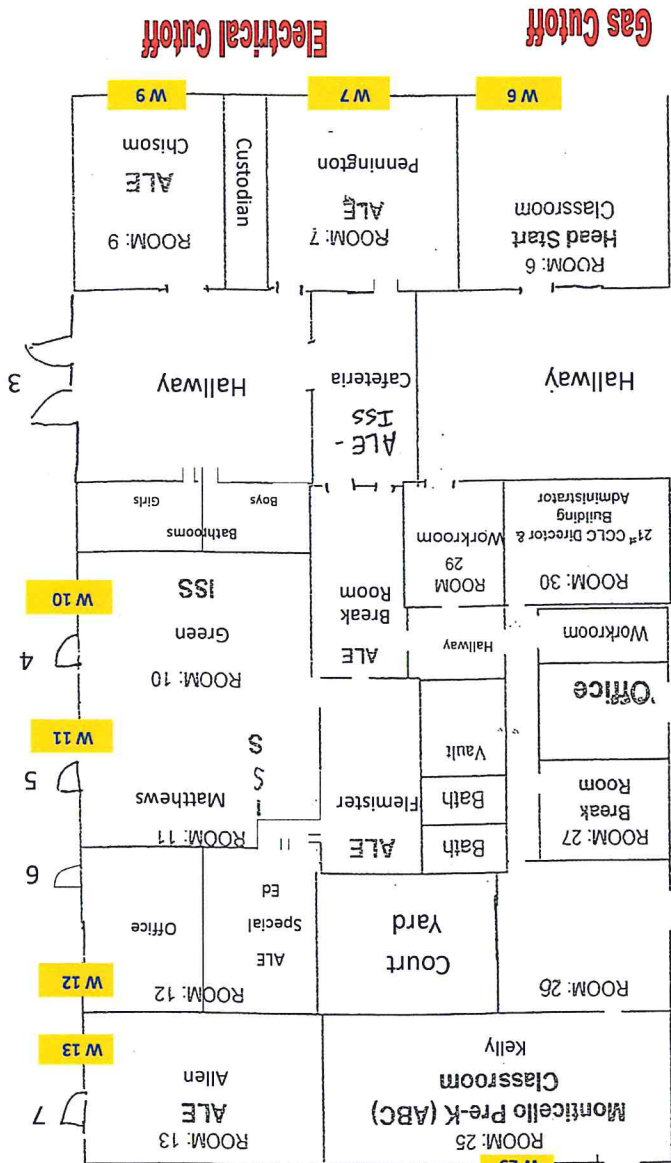 ROOM: 25
Monticello Pre-K (ABC)
Classroom
Kelly
ROOM: 13
ALE
Allen
7
W 13
ROOM: 26
Court
Yard
ROOM: 12
ALE
Special
Ed
Office
W 12
6
ROOM: 27
Break
Room
Bath
Bath
Vault
ALE
Flemister
ROOM: 11
Matthews
I
S
S
5
W 11
Office
Workroom
Hallway
ALE
Break
Room
ROOM: 10
Green
ISS
4
W 10
ROOM: 30
21st CCLC Director &
Building
Administrator
ROOM
29
Workroom
Bathrooms
Boys
Girls
Hallway
ALE -
ISS
Cafeteria
Hallway
3
ROOM: 6
Head Start
Classroom
ROOM: 7
ALE
Pennington
Custodian
ROOM: 9
ALE
Chisom
W 6
W 7
W 9
Gas Cutoff
Electrical Cutoff